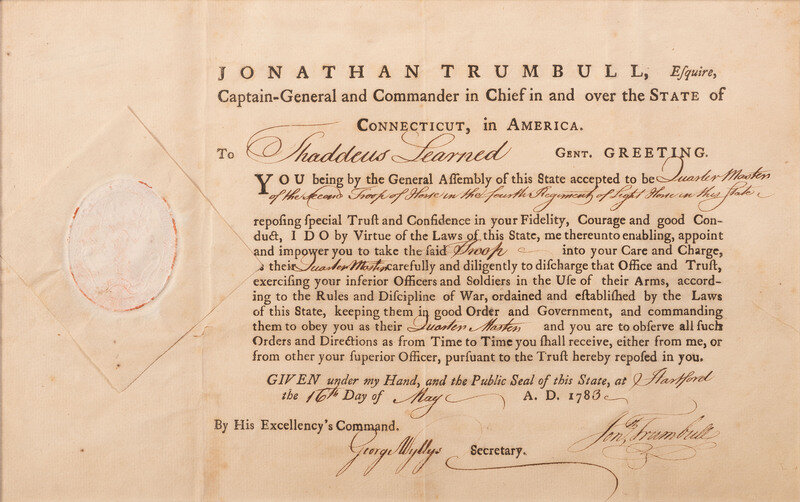 JONATHAN TRUMBULL, Eſquire,
Captain-General and Commander in Chief in and over the STATE of
CONNECTICUT, in AMERICA.
To Thaddeus Learned Gent. GREETING.
YOU being by the General Aſſembly of this State accepted to be Quarter Master
of the Second Troop of Horse in the fourth Regiment of Light Horse in this State
repoſing ſpecial Truſt and Confidence in your Fidelity, Courage and good Con-
duct, I DO by Virtue of the Laws of this State, me thereunto enabling, appoint
and impower you to take the ſaid Troop into your Care and Charge,
as their Quarter Master carefully and diligently to diſcharge that Office and Truſt,
exerciſing your inferior Officers and Soldiers in the Uſe of their Arms, accord-
ing to the Rules and Diſcipline of War, ordained and eſtabliſhed by the Laws
of this State, keeping them in good Order and Government, and commanding
them to obey you as their Quarter Master and you are to obſerve all ſuch
Orders and Directions as from Time to Time you ſhall receive, either from me, or
from other your ſuperior Officer, purſuant to the Truſt hereby repoſed in you.
GIVEN under my Hand, and the Public Seal of this State, at Hartford
the 16th Day of May A. D. 1783
By His Excellency's Command.
Jonth Trumbull
George Wyllys Secretary.